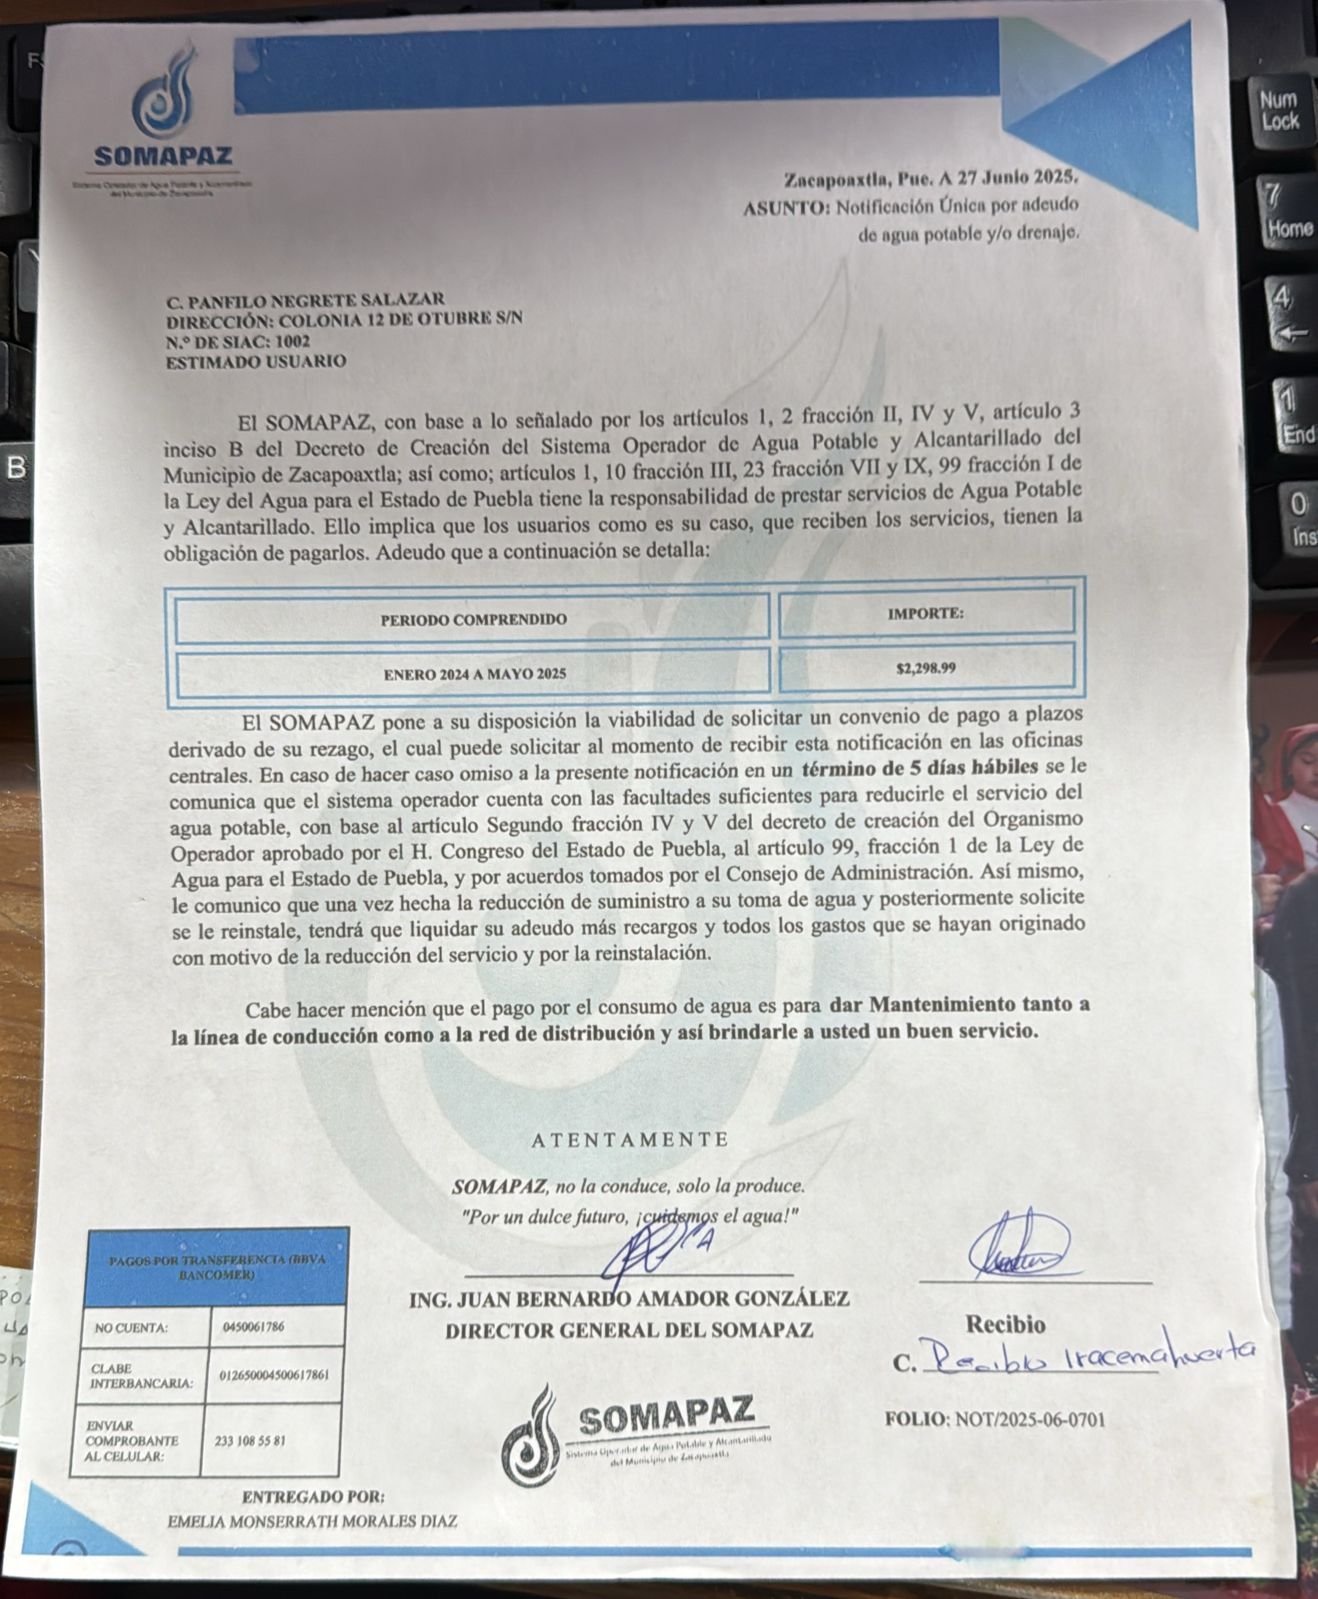 SOMAPAZ
Sistema Operador de Agua Potable y Alcantarillado
del Municipio de Zacapoaxtla
Zacapoaxtla, Pue. A 27 Junio 2025.
ASUNTO: Notificación Única por adeudo
de agua potable y/o drenaje.
C. PANFILO NEGRETE SALAZAR
DIRECCIÓN: COLONIA 12 DE OTUBRE S/N
N.º DE SIAC: 1002
ESTIMADO USUARIO
El SOMAPAZ, con base a lo señalado por los artículos 1, 2 fracción II, IV y V, artículo 3
inciso B del Decreto de Creación del Sistema Operador de Agua Potable y Alcantarillado del
Municipio de Zacapoaxtla; así como; artículos 1, 10 fracción III, 23 fracción VII y IX, 99 fracción I de
la Ley del Agua para el Estado de Puebla tiene la responsabilidad de prestar servicios de Agua Potable
y Alcantarillado. Ello implica que los usuarios como es su caso, que reciben los servicios, tienen la
obligación de pagarlos. Adeudo que a continuación se detalla:
PERIODO COMPRENDIDO
IMPORTE:
ENERO 2024 A MAYO 2025
$2,298.99
El SOMAPAZ pone a su disposición la viabilidad de solicitar un convenio de pago a plazos
derivado de su rezago, el cual puede solicitar al momento de recibir esta notificación en las oficinas
centrales. En caso de hacer caso omiso a la presente notificación en un término de 5 días hábiles se le
comunica que el sistema operador cuenta con las facultades suficientes para reducirle el servicio del
agua potable, con base al artículo Segundo fracción IV y V del decreto de creación del Organismo
Operador aprobado por el H. Congreso del Estado de Puebla, al artículo 99, fracción 1 de la Ley de
Agua para el Estado de Puebla, y por acuerdos tomados por el Consejo de Administración. Así mismo,
le comunico que una vez hecha la reducción de suministro a su toma de agua y posteriormente solicite
se le reinstale, tendrá que liquidar su adeudo más recargos y todos los gastos que se hayan originado
con motivo de la reducción del servicio y por la reinstalación.
Cabe hacer mención que el pago por el consumo de agua es para dar Mantenimiento tanto a
la línea de conducción como a la red de distribución y así brindarle a usted un buen servicio.
ATENTAMENTE
SOMAPAZ, no la conduce, solo la produce.
"Por un dulce futuro, ¡cuidemos el agua!"
ING. JUAN BERNARDO AMADOR GONZÁLEZ
DIRECTOR GENERAL DEL SOMAPAZ
Recibio
C. Recibio Iracema huerta
FOLIO: NOT/2025-06-0701
PAGOS POR TRANSFERENCIA (BBVA
BANCOMER)
NO CUENTA:
0450061786
CLABE
INTERBANCARIA:
012650004500617861
ENVIAR
COMPROBANTE
AL CELULAR:
233 108 55 81
SOMAPAZ
Sistema Operador de Agua Potable y Alcantarillado
del Municipio de Zacapoaxtla
ENTREGADO POR:
EMELIA MONSERRATH MORALES DIAZ
Num
Lock
7
Home
4
1
End
0
Ins
B